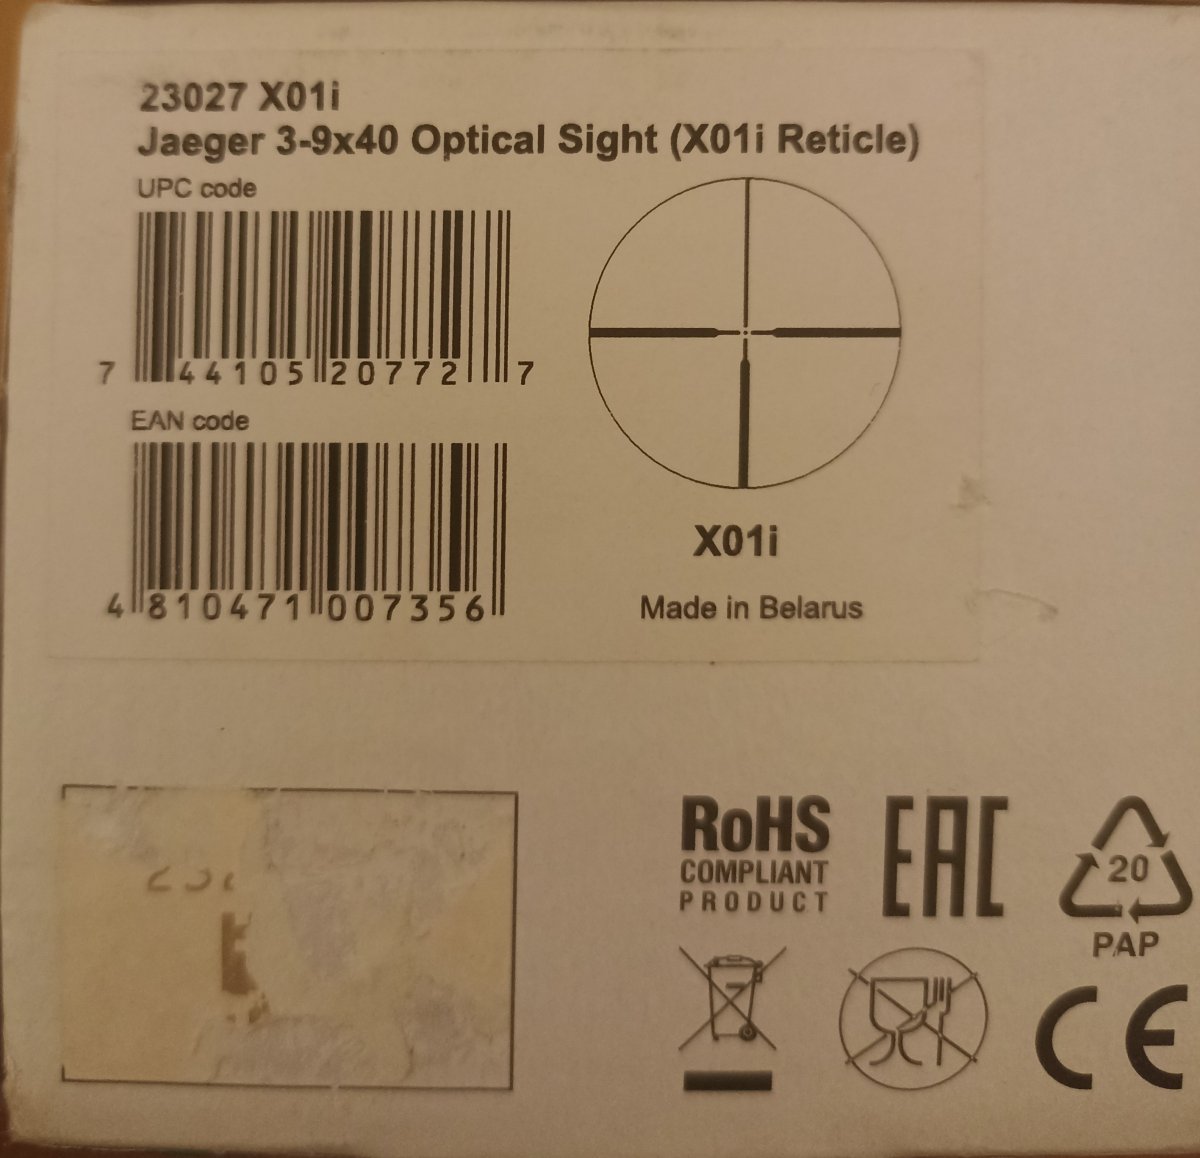 23027 X01i
Jaeger 3-9x40 Optical Sight (X01i Reticle)
UPC code
7 44105 20772 7
EAN code
4 810471 007356
X01i
Made in Belarus
RoHS
COMPLIANT
PRODUCT
EAC
20
PAP
CE